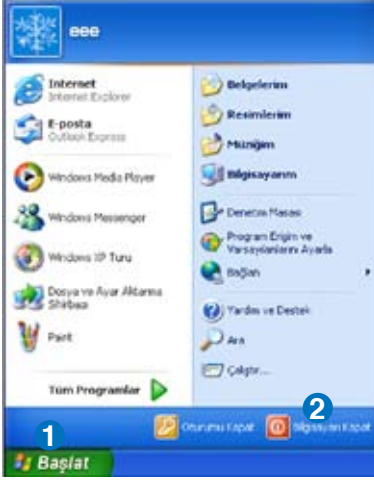 eee
Internet
Internet Explorer
E-posta
Outlook Express
Windows Media Player
Windows Messenger
Windows XP Turu
Dosya ve Ayar Aktarma
Sihirbazı
Paint
Tüm Programlar
Belgelerim
Resimlerim
Müziğim
Bilgisayarım
Denetim Masası
Program Erişim ve
Varsayılanlarını Ayarla
Bağlan
Yardım ve Destek
Ara
Çalıştır...
2
Oturumu Kapat
Bilgisayarı Kapat
1
Başlat